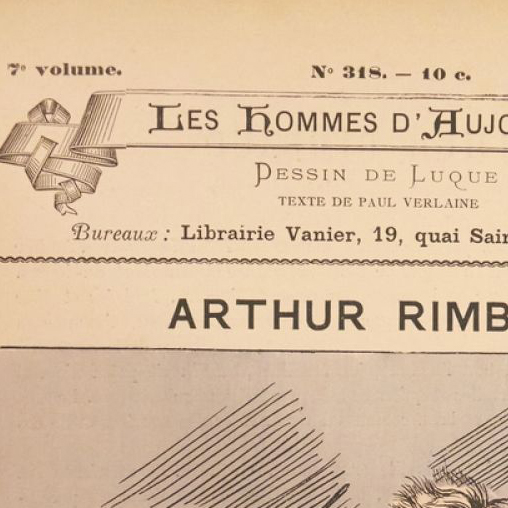 7e volume.
No 318. — 10 c.
LES HOMMES D'AUJO
DESSIN DE LUQUE
TEXTE DE PAUL VERLAINE
Bureaux : Librairie Vanier, 19, quai Sain
ARTHUR RIMB